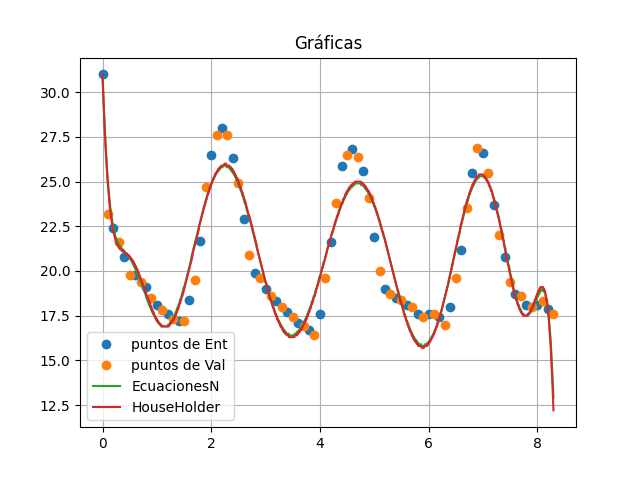 Gráficas
30.0
27.5
25.0
22.5
20.0
17.5
15.0
12.5
puntos de Ent
puntos de Val
EcuacionesN
HouseHolder
0 2 4 6 8